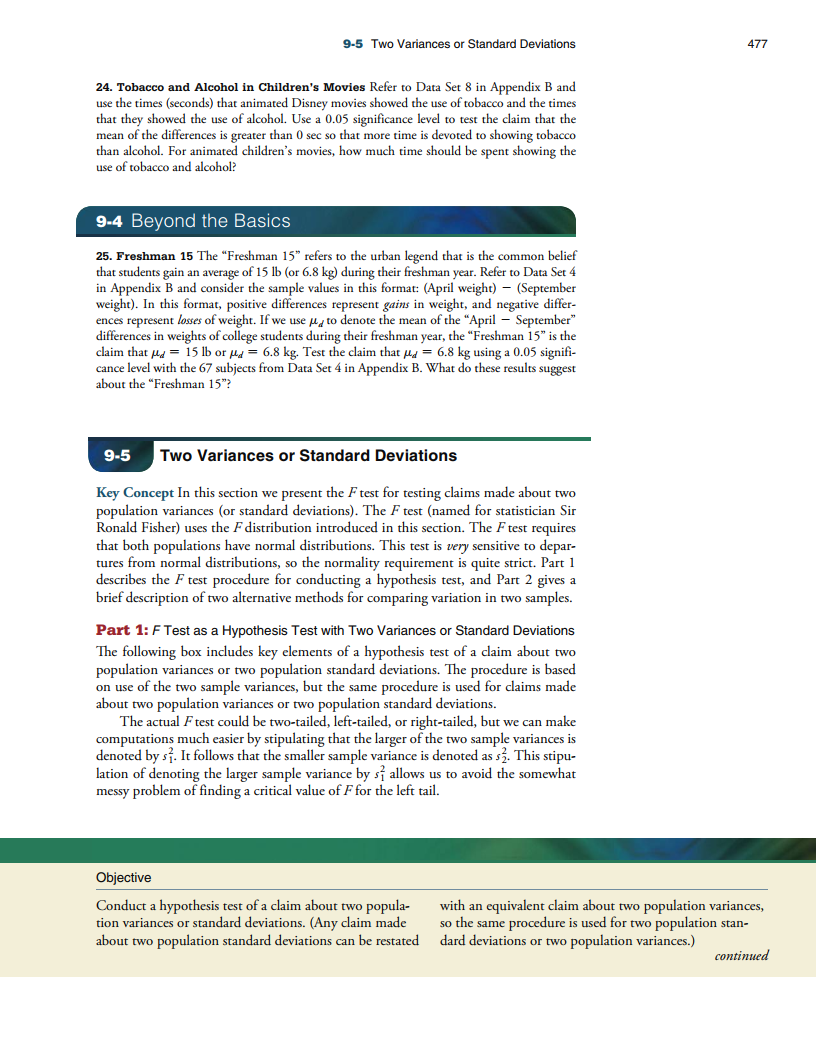 9-5 Two Variances or Standard Deviations 477
24. Tobacco and Alcohol in Children's Movies Refer to Data Set 8 in Appendix B and
use the times (seconds) that animated Disney movies showed the use of tobacco and the times
that they showed the use of alcohol. Use a 0.05 significance level to test the claim that the
mean of the differences is greater than 0 sec so that more time is devoted to showing tobacco
than alcohol. For animated children's movies, how much time should be spent showing the
use of tobacco and alcohol?
9-4 Beyond the Basics
25. Freshman 15 The “Freshman 15” refers to the urban legend that is the common belief
that students gain an average of 15 lb (or 6.8 kg) during their freshman year. Refer to Data Set 4
in Appendix B and consider the sample values in this format: (April weight) − (September
weight). In this format, positive differences represent gains in weight, and negative differ-
ences represent losses of weight. If we use μd to denote the mean of the “April − September”
differences in weights of college students during their freshman year, the “Freshman 15” is the
claim that μd = 15 lb or μd = 6.8 kg. Test the claim that μd = 6.8 kg using a 0.05 signifi-
cance level with the 67 subjects from Data Set 4 in Appendix B. What do these results suggest
about the “Freshman 15”?
9-5 Two Variances or Standard Deviations
Key Concept In this section we present the F test for testing claims made about two
population variances (or standard deviations). The F test (named for statistician Sir
Ronald Fisher) uses the F distribution introduced in this section. The F test requires
that both populations have normal distributions. This test is very sensitive to depar-
tures from normal distributions, so the normality requirement is quite strict. Part 1
describes the F test procedure for conducting a hypothesis test, and Part 2 gives a
brief description of two alternative methods for comparing variation in two samples.
Part 1: F Test as a Hypothesis Test with Two Variances or Standard Deviations
The following box includes key elements of a hypothesis test of a claim about two
population variances or two population standard deviations. The procedure is based
on use of the two sample variances, but the same procedure is used for claims made
about two population variances or two population standard deviations.
The actual F test could be two-tailed, left-tailed, or right-tailed, but we can make
computations much easier by stipulating that the larger of the two sample variances is
denoted by s₁². It follows that the smaller sample variance is denoted as s₂². This stipu-
lation of denoting the larger sample variance by s₁² allows us to avoid the somewhat
messy problem of finding a critical value of F for the left tail.
Objective
Conduct a hypothesis test of a claim about two popula-
tion variances or standard deviations. (Any claim made
about two population standard deviations can be restated
with an equivalent claim about two population variances,
so the same procedure is used for two population stan-
dard deviations or two population variances.)
continued